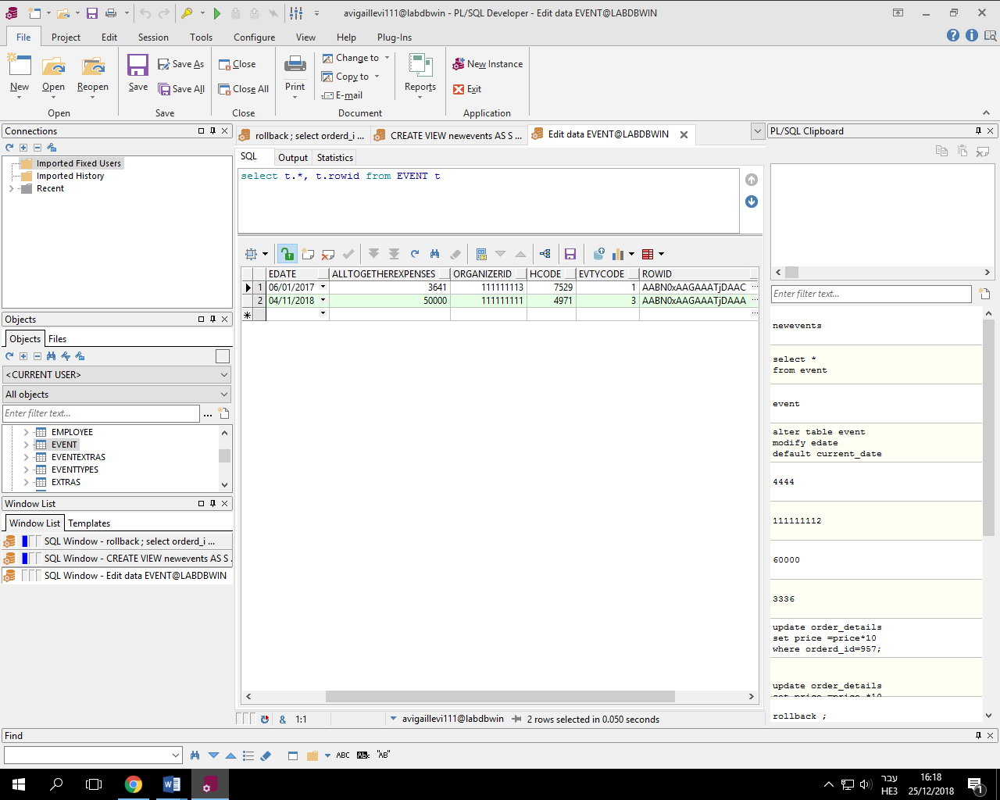 avigaillevi111@labdbwin - PL/SQL Developer - Edit data EVENT@LABDBWIN
File Project Edit Session Tools Configure View Help Plug-Ins
New Open Reopen Save Save As Save All Close Close All Print Change to Copy to E-mail Reports New Instance Exit
Open Save Close Document Application
Connections
Imported Fixed Users
Imported History
Recent
Objects
Objects Files
<CURRENT USER>
All objects
Enter filter text...
EMPLOYEE
EVENT
EVENTEXTRAS
EVENTTYPES
EXTRAS
Window List
Window List Templates
SQL Window - rollback ; select orderd_i ...
SQL Window - CREATE VIEW newevents AS S .
SQL Window - Edit data EVENT@LABDBWIN
rollback ; select orderd_i ... CREATE VIEW newevents AS S ... Edit data EVENT@LABDBWIN
SQL Output Statistics
select t.*, t.rowid from EVENT t
EDATE ALLTOGETHEREXPENSES ORGANIZERID HCODE EVTYCODE ROWID
1 06/01/2017 3641 111111113 7529 1 AABN0xAAGAAATjDAAC
2 04/11/2018 50000 111111111 4971 3 AABN0xAAGAAATjDAAA
& 1:1 avigaillevi111@labdbwin 2 rows selected in 0.050 seconds
PL/SQL Clipboard
Enter filter text...
newevents
select *
from event
event
alter table event
modify edate
default current_date
4444
111111112
60000
3336
update order_details
set price =price*10
where orderd_id=957;
update order_details
set price =price *10
rollback ;
Find
ABC AB "AB"
עבר
HE3
16:18
25/12/2018
1